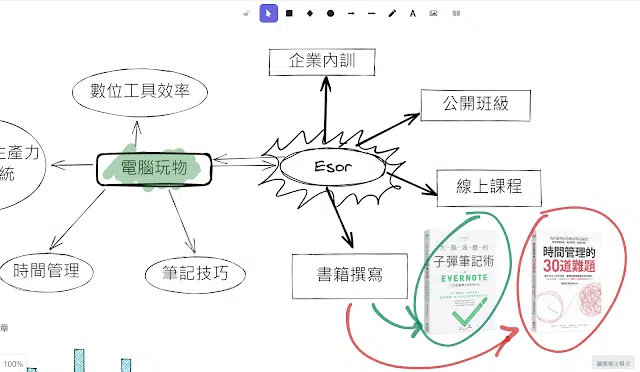 企業內訓
數位工具效率
公開班級
生產力
統
電腦玩物
Esor
線上課程
大腦減壓的
子彈筆記術
EVERNOTE
時間管理的
30道難題
時間管理
筆記技巧
書籍撰寫
章
100%
離開專注模式